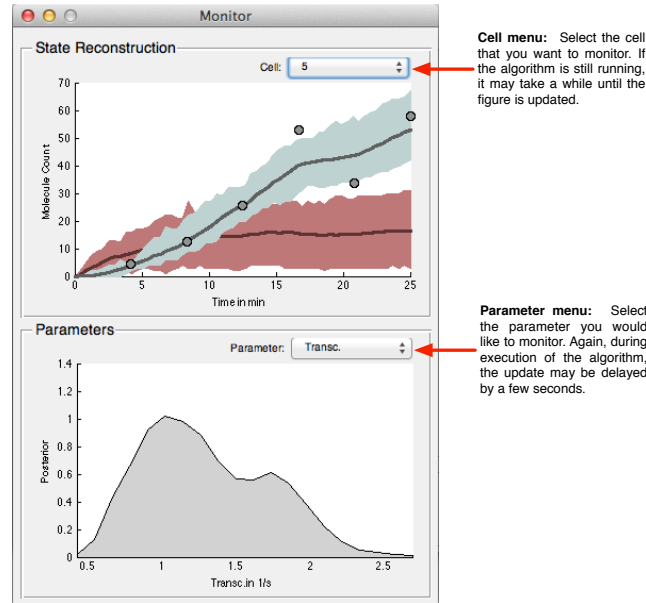 Monitor
State Reconstruction
Cell: 5
70
60
50
40
30
20
10
0
Molecule Count
0 5 10 15 20 25
Time in min
Cell menu: Select the cell
that you want to monitor. If
the algorithm is still running,
it may take a while until the
figure is updated.
Parameters
Parameter: Transc.
1.4
1.2
1
0.8
0.6
0.4
0.2
0
Posterior
0.5 1 1.5 2 2.5
Transc.in 1/s
Parameter menu: Select
the parameter you would
like to monitor. Again, during
execution of the algorithm,
the update may be delayed
by a few seconds.